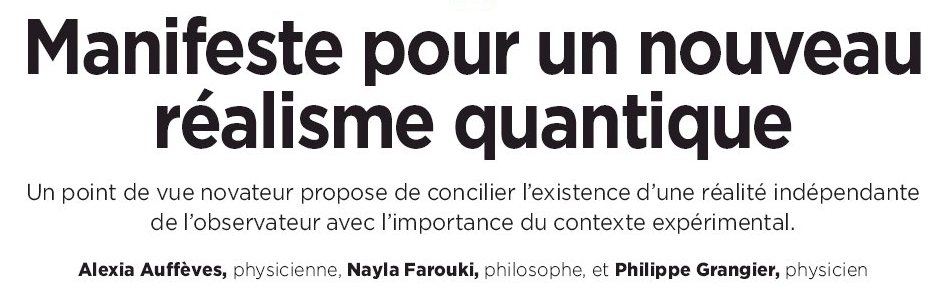 Manifeste pour un nouveau
réalisme quantique
Un point de vue novateur propose de concilier l’existence d’une réalité indépendante
de l’observateur avec l’importance du contexte expérimental.
Alexia Auffèves, physicienne, Nayla Farouki, philosophe, et Philippe Grangier, physicien